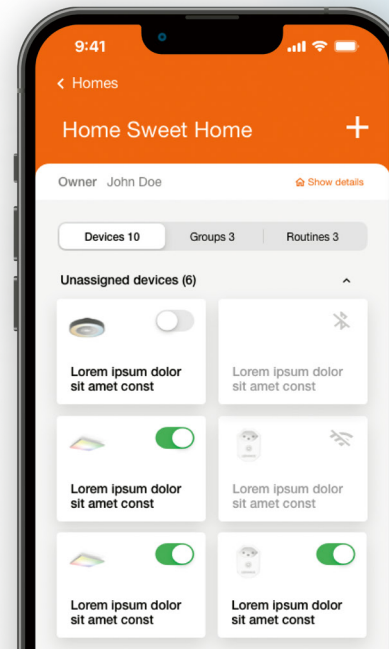 9:41
Homes
Home Sweet Home
Owner John Doe
Show details
Devices 10
Groups 3
Routines 3
Unassigned devices (6)
Lorem ipsum dolor
sit amet const
Lorem ipsum dolor
sit amet const
Lorem ipsum dolor
sit amet const
Lorem ipsum dolor
sit amet const
Lorem ipsum dolor
sit amet const
Lorem ipsum dolor
sit amet const